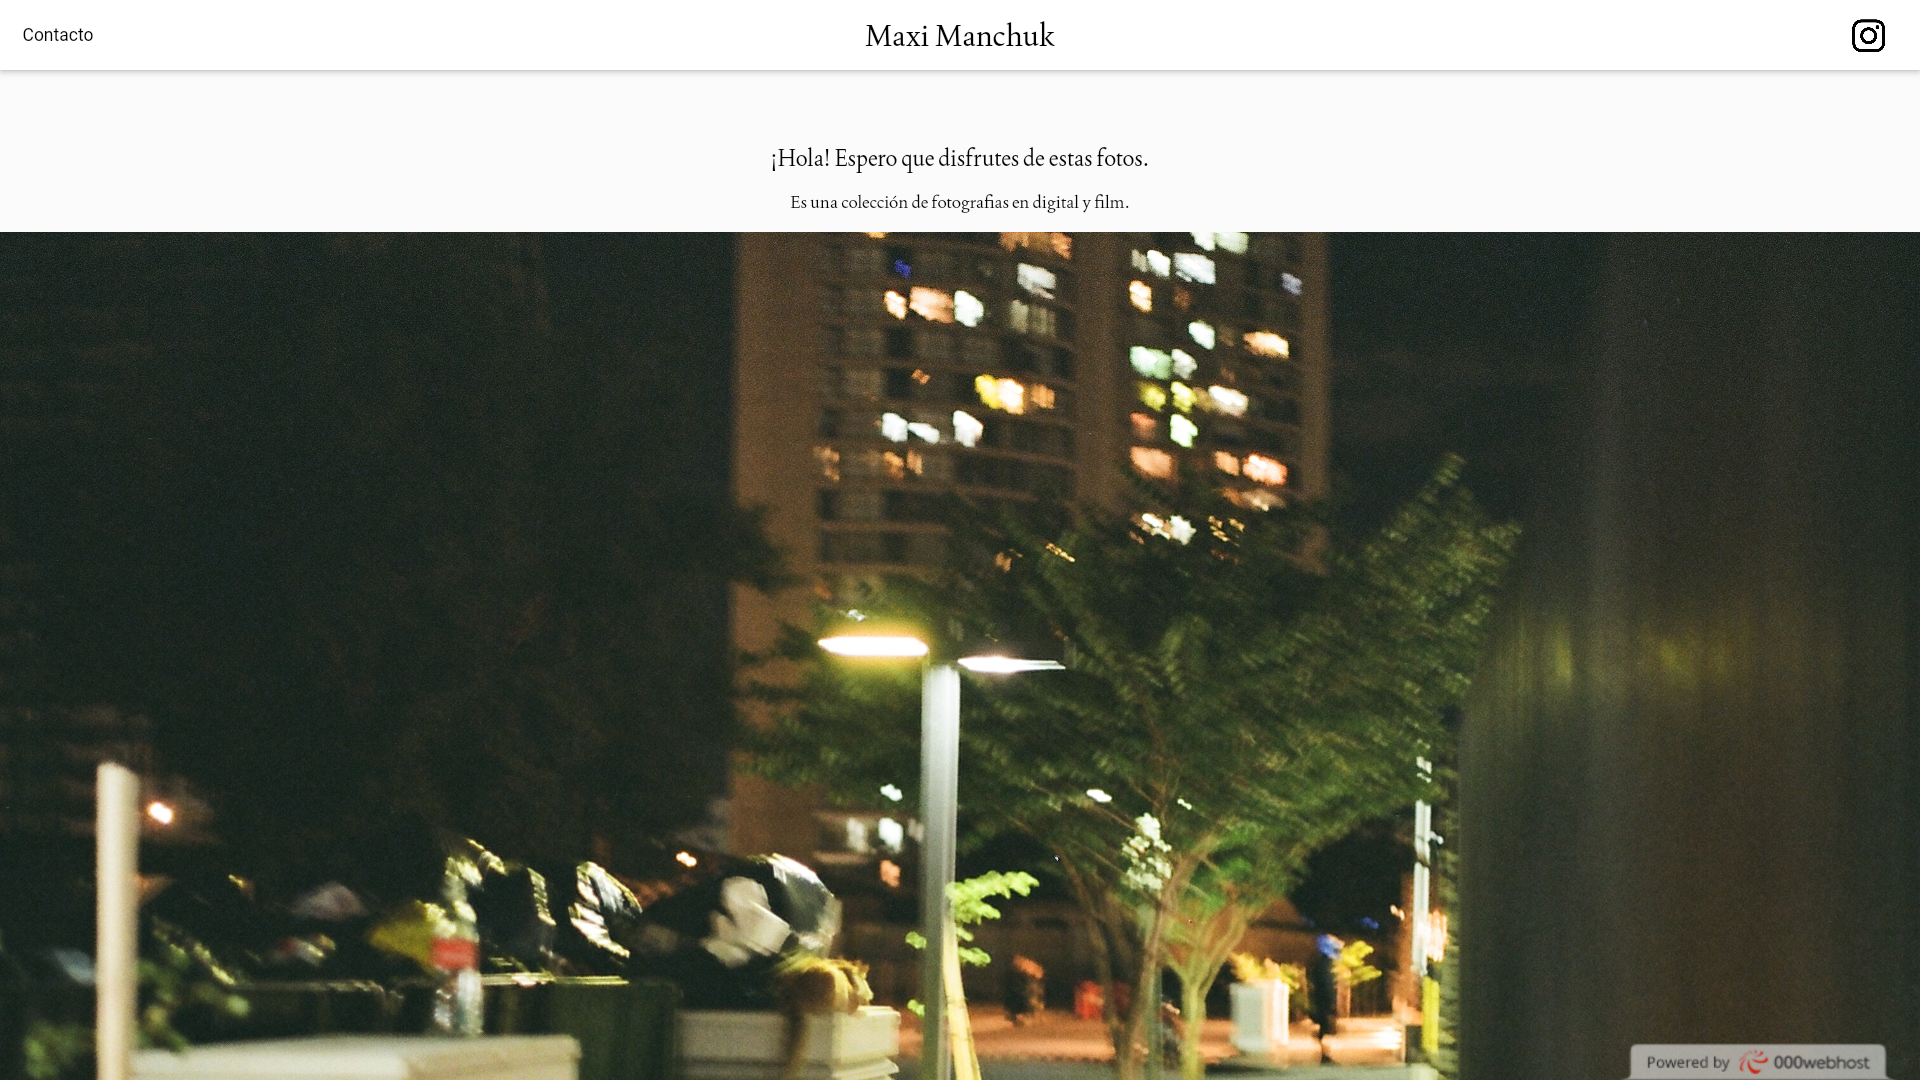 Contacto
Maxi Manchuk
¡Hola! Espero que disfrutes de estas fotos.
Es una colección de fotografias en digital y film.
Powered by 000webhost